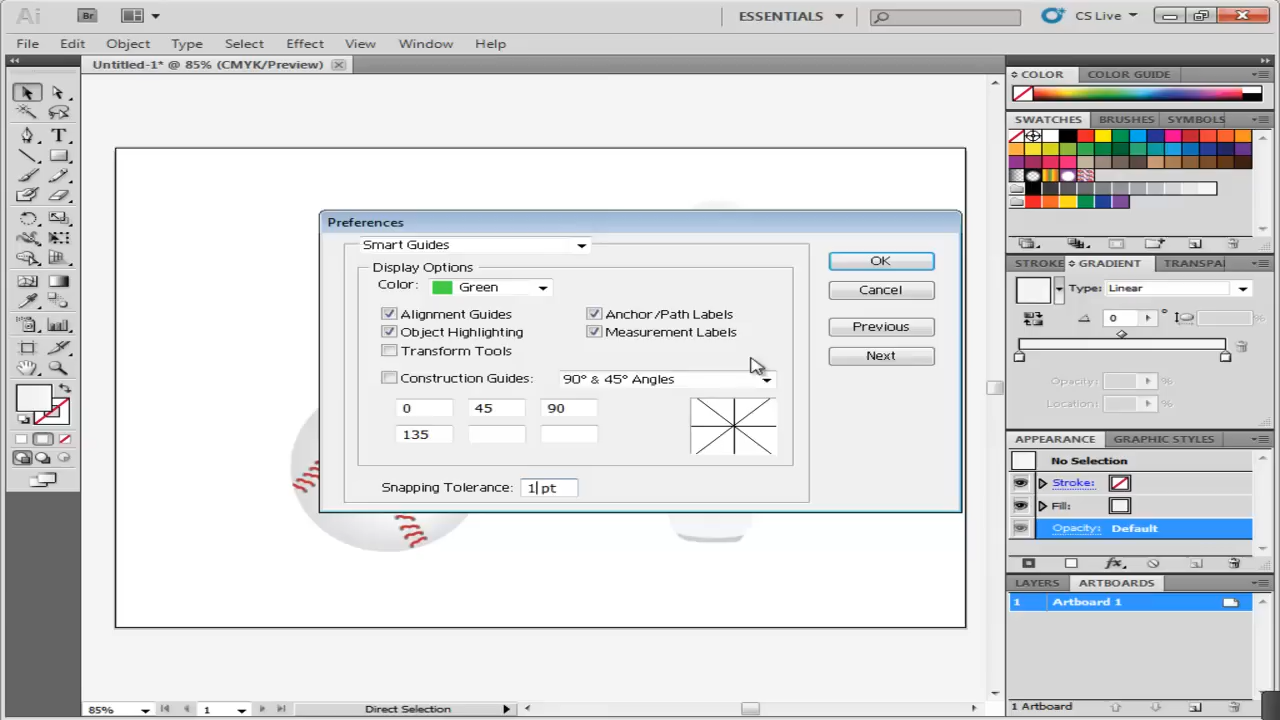 Ai Br ESSENTIALS CS Live
File Edit Object Type Select Effect View Window Help
Untitled-1* @ 85% (CMYK/Preview)
COLOR COLOR GUIDE
SWATCHES BRUSHES SYMBOLS
Preferences
Smart Guides
Display Options
Color: Green
Alignment Guides
Anchor/Path Labels
Object Highlighting
Measurement Labels
Transform Tools
Construction Guides: 90° & 45° Angles
0 45 90
135
Snapping Tolerance: 1 pt
OK
Cancel
Previous
Next
STROKE GRADIENT TRANSPA
Type: Linear
0 %
Opacity: %
Location: %
APPEARANCE GRAPHIC STYLES
No Selection
Stroke:
Fill:
Opacity: Default
fx
LAYERS ARTBOARDS
1 Artboard 1
1 Artboard
85% 1 Direct Selection